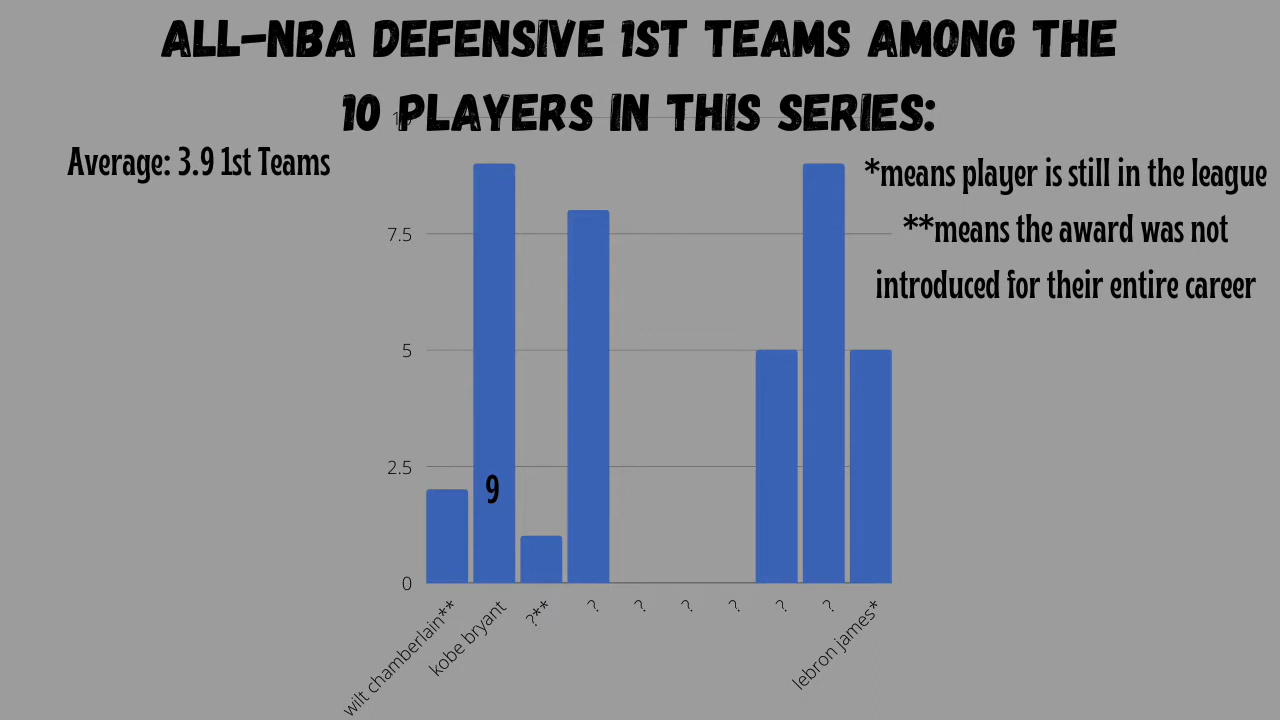 ALL-NBA DEFENSIVE 1ST TEAMS AMONG THE
10 PLAYERS IN THIS SERIES:
Average: 3.9 1st Teams
*means player is still in the league
**means the award was not
introduced for their entire career
7.5
5
2.5
0
9
wilt chamberlain**
kobe bryant
?**
?
?
?
?
?
?
lebron james*